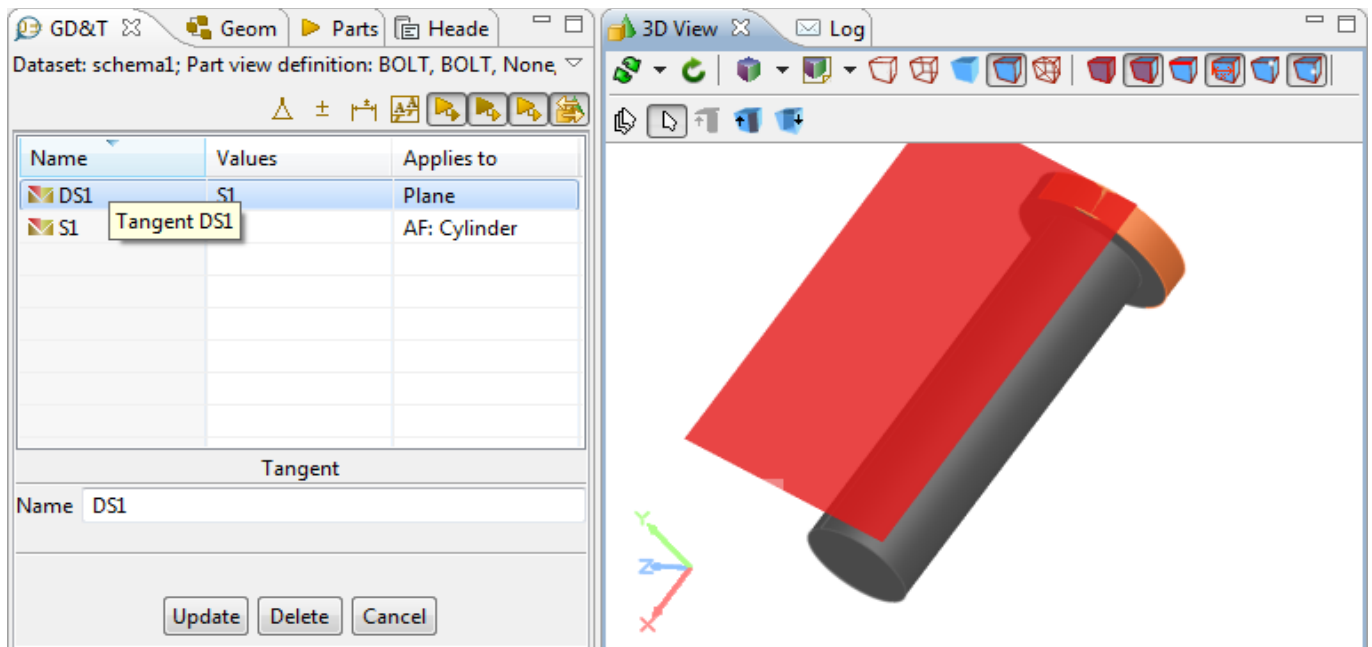 GD&T Geom Parts Heade
Dataset: schema1; Part view definition: BOLT, BOLT, None,
Name Values Applies to
DS1 S1 Plane
Tangent DS1
S1 AF: Cylinder
Tangent
Name DS1
Update Delete Cancel
3D View Log
Y
Z
X